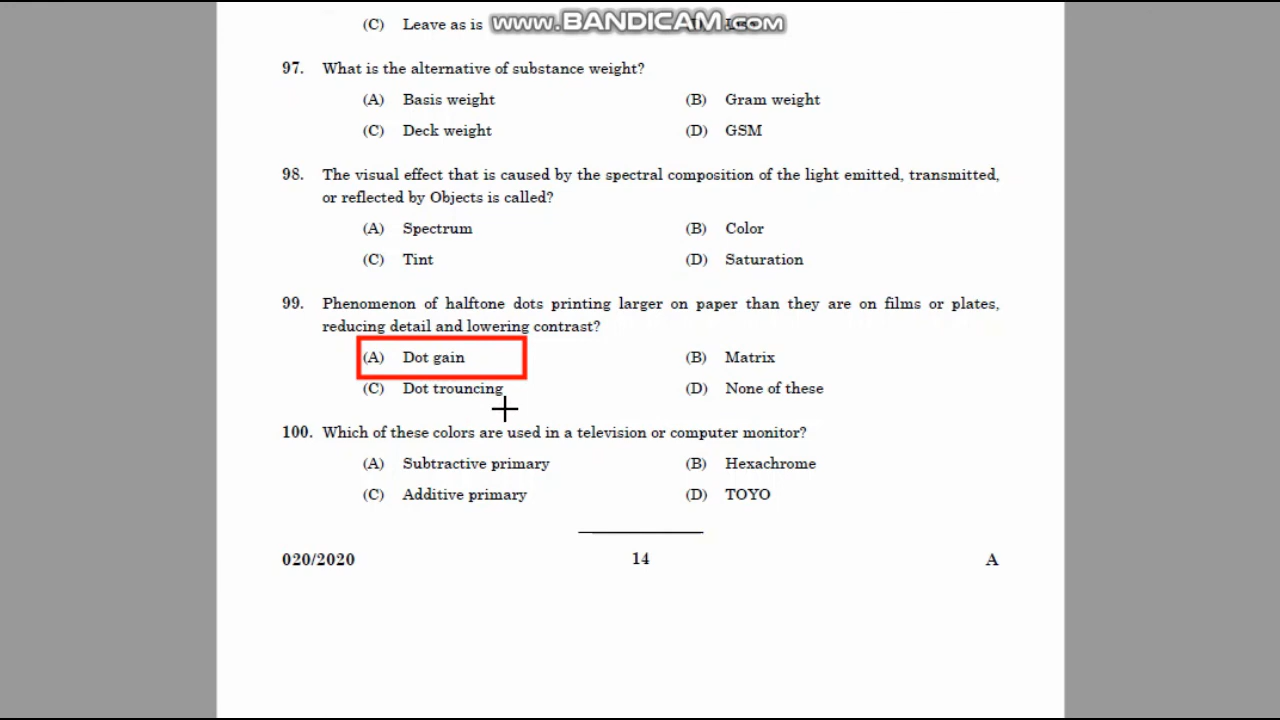 (C) Leave as is www.BANDICAM.com (D)
97. What is the alternative of substance weight?
(A) Basis weight (B) Gram weight
(C) Deck weight (D) GSM
98. The visual effect that is caused by the spectral composition of the light emitted, transmitted,
or reflected by Objects is called?
(A) Spectrum (B) Color
(C) Tint (D) Saturation
99. Phenomenon of halftone dots printing larger on paper than they are on films or plates,
reducing detail and lowering contrast?
(A) Dot gain (B) Matrix
(C) Dot trouncing (D) None of these
100. Which of these colors are used in a television or computer monitor?
(A) Subtractive primary (B) Hexachrome
(C) Additive primary (D) TOYO
020/2020 14 A